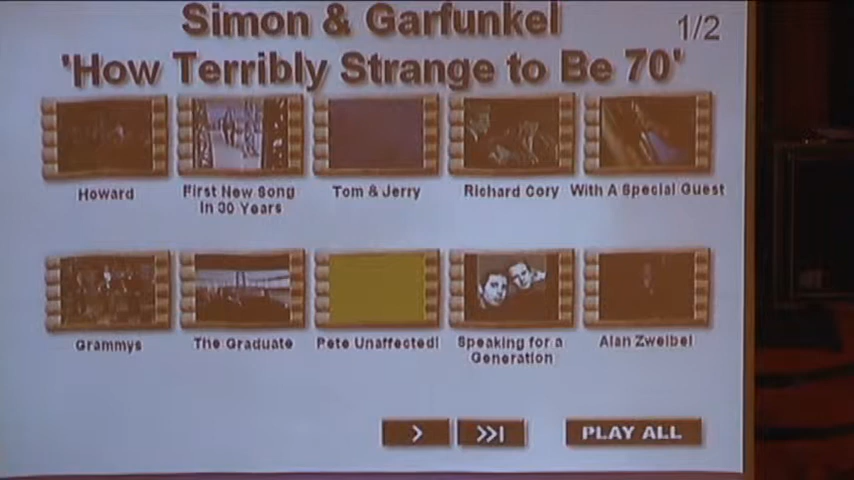 Simon & Garfunkel
1/2
'How Terribly Strange to Be 70'
Howard
First New Song
in 30 Years
Tom & Jerry
Richard Cory
With A Special Guest
Grammys
The Graduate
Pete Unaffected!
Speaking for a
Generation
Alan Zweibel
PLAY ALL